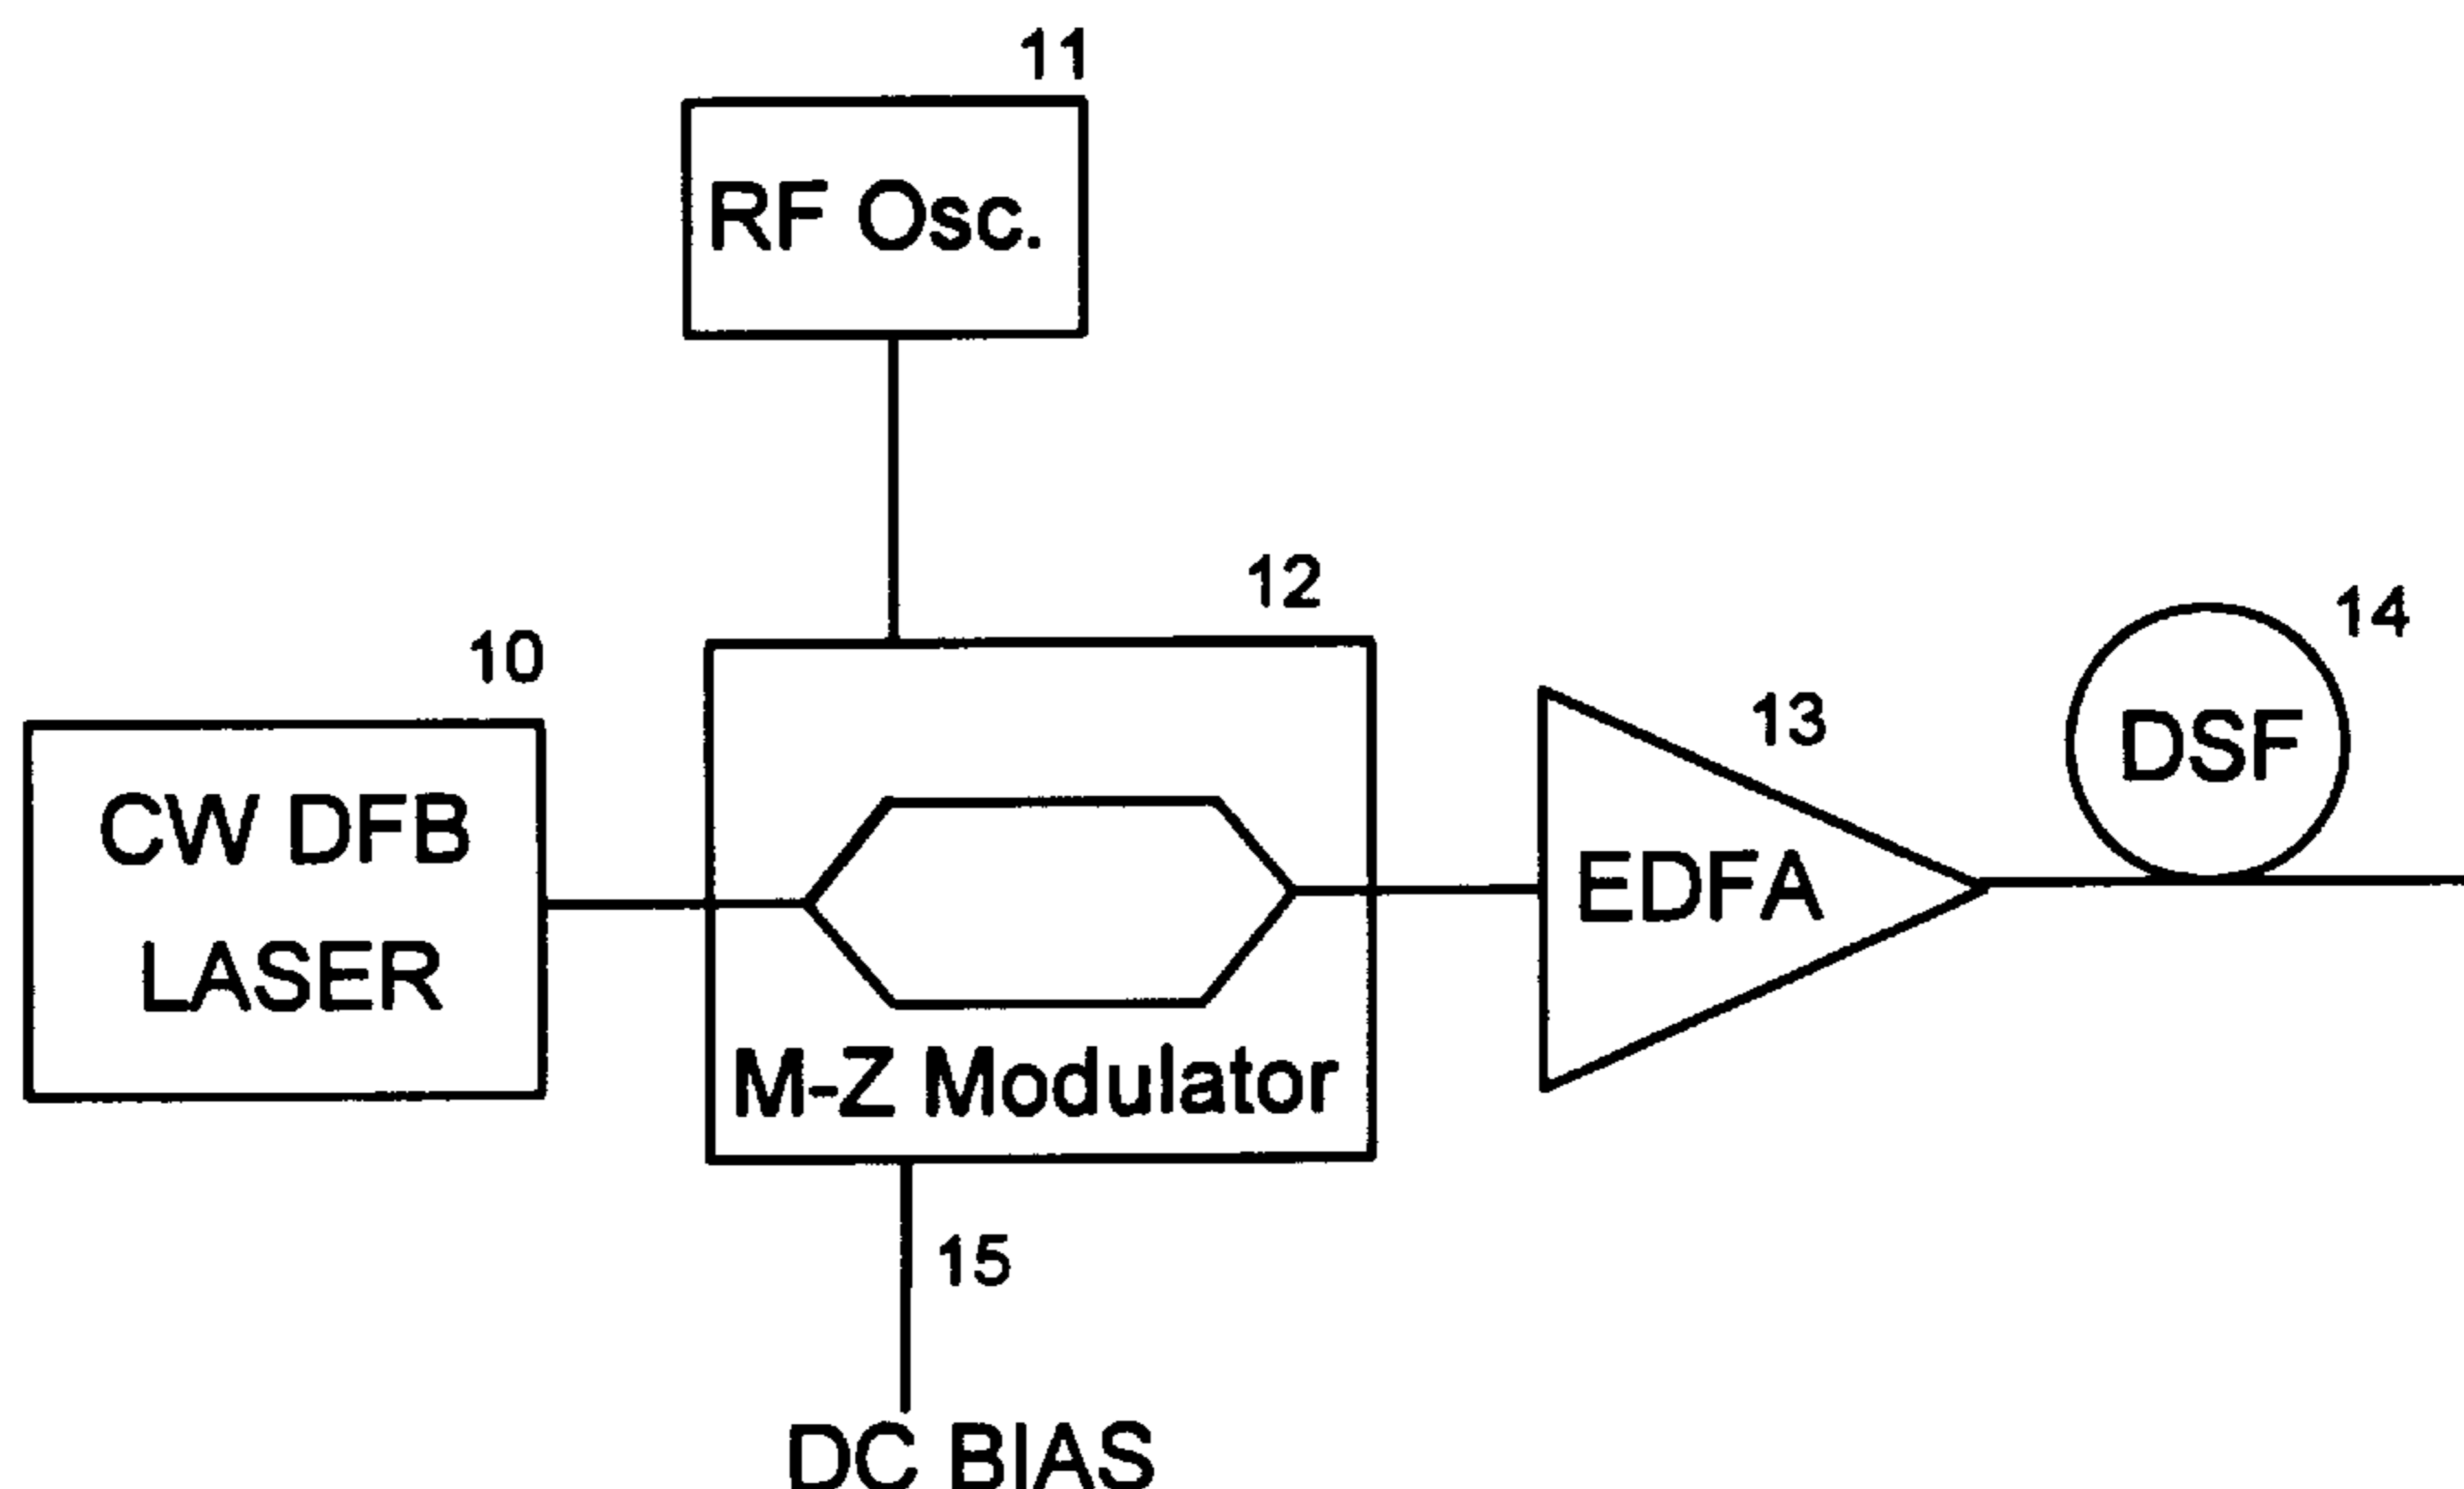 11
RF Osc.
12
14
10
13
DSF
CW DFB
LASER
EDFA
M-Z Modulator
15
DC BIAS